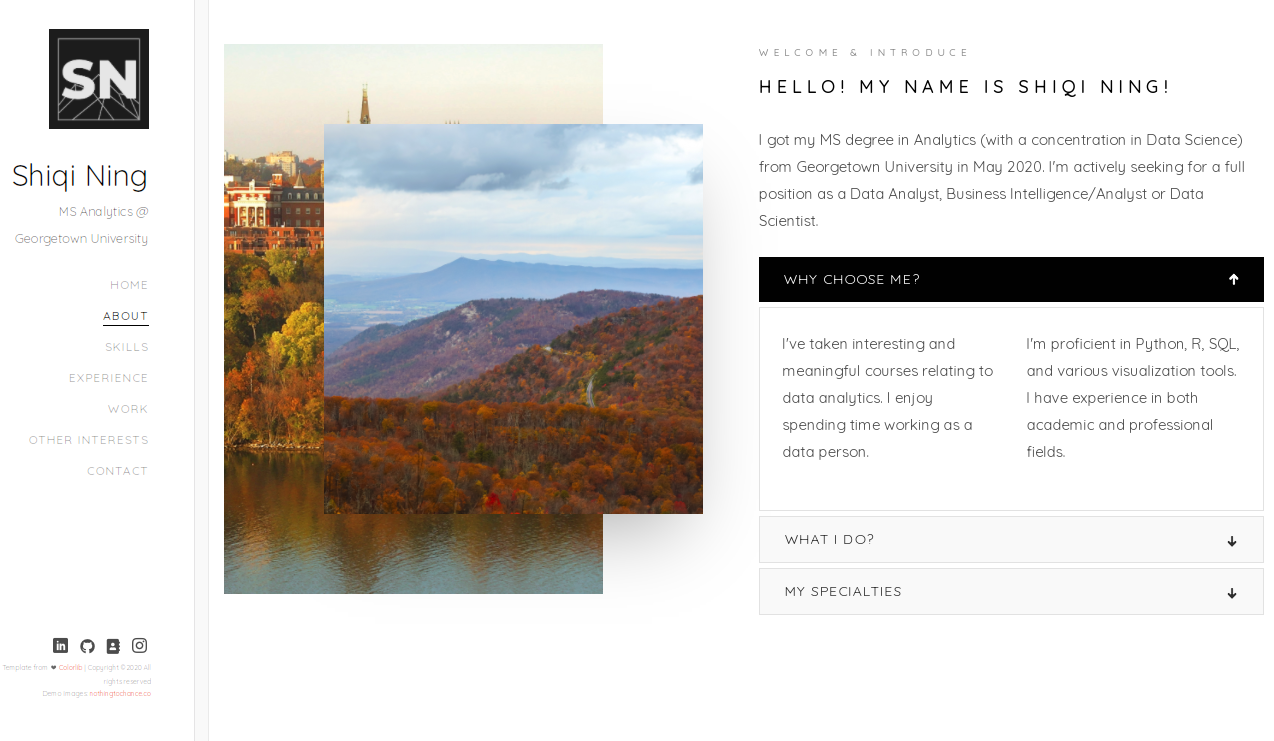 SN
Shiqi Ning
MS Analytics @
Georgetown University
HOME
ABOUT
SKILLS
EXPERIENCE
WORK
OTHER INTERESTS
CONTACT
Template from ❤ Colorlib | Copyright ©2020 All
rights reserved
Demo Images: nothingtochance.co
WELCOME & INTRODUCE
HELLO! MY NAME IS SHIQI NING!
I got my MS degree in Analytics (with a concentration in Data Science)
from Georgetown University in May 2020. I'm actively seeking for a full
position as a Data Analyst, Business Intelligence/Analyst or Data
Scientist.
WHY CHOOSE ME?
I've taken interesting and
meaningful courses relating to
data analytics. I enjoy
spending time working as a
data person.
I'm proficient in Python, R, SQL,
and various visualization tools.
I have experience in both
academic and professional
fields.
WHAT I DO?
MY SPECIALTIES